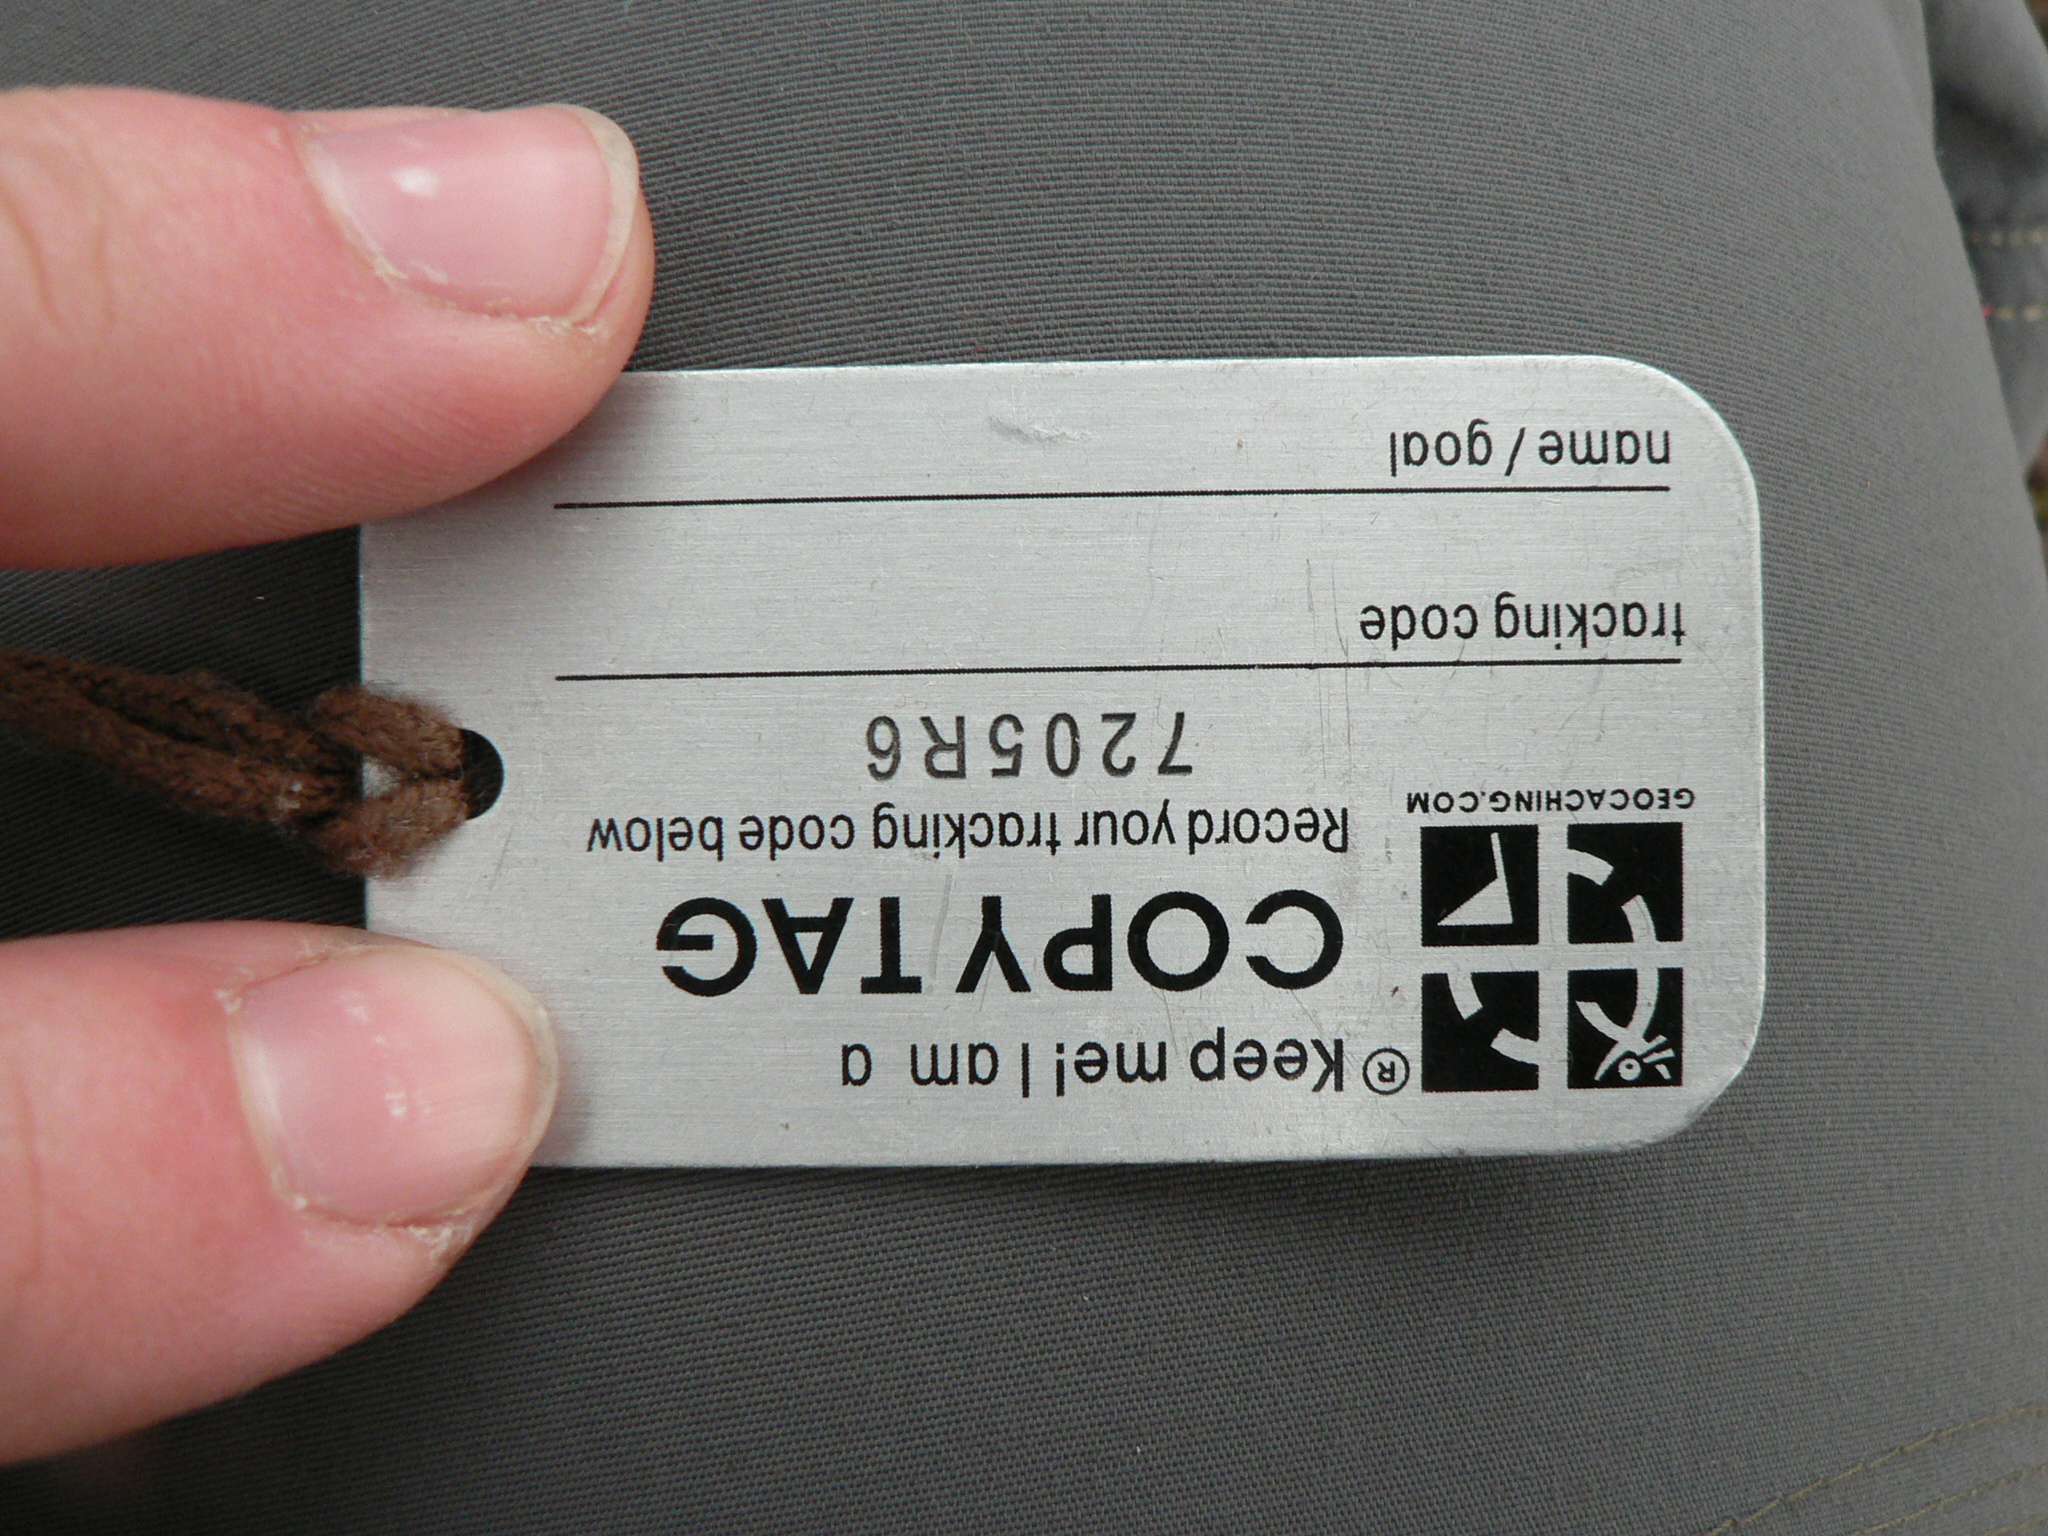 ® Keep me! I am a
COPY TAG
GEOCACHING.COM
Record your tracking code below
7205R6
tracking code
name / goal